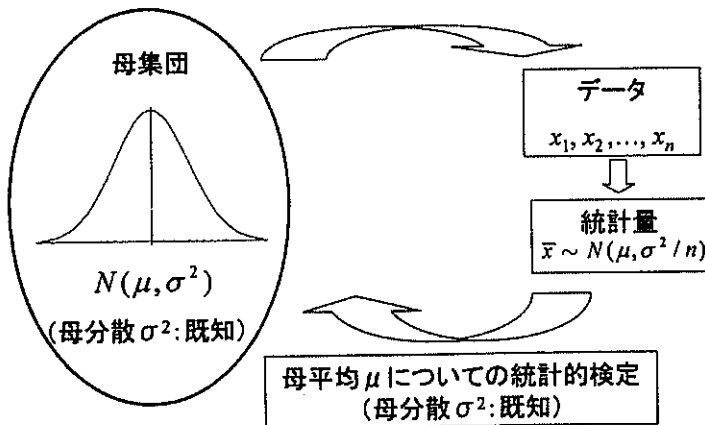 母集団
N(μ,σ²)
(母分散σ²:既知)
データ
x₁, x₂,..., xₙ
統計量
x̄ ~ N(μ,σ²/n)
母平均μについての統計的検定
(母分散σ²:既知)